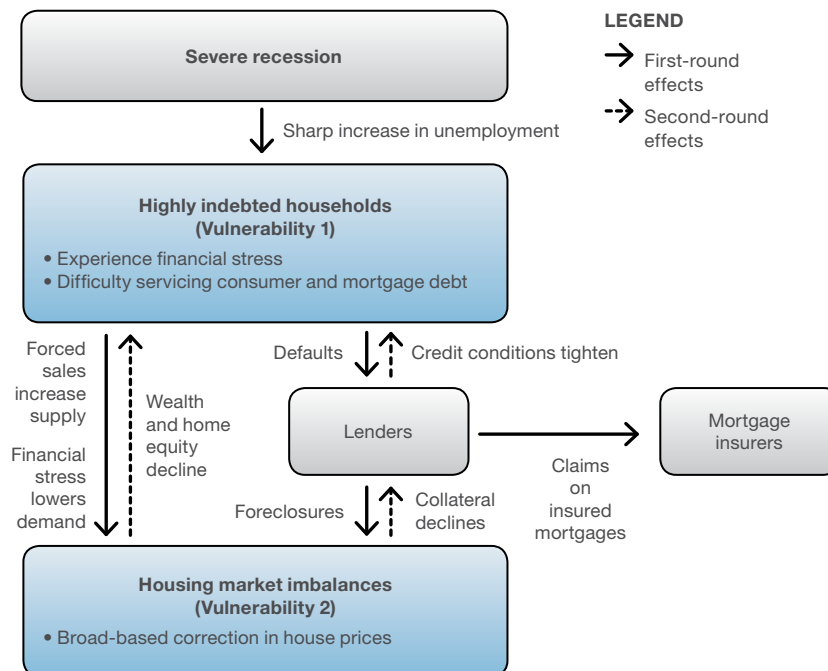 Severe recession
LEGEND
First-round
effects
Second-round
effects
Sharp increase in unemployment
Highly indebted households
(Vulnerability 1)
• Experience financial stress
• Difficulty servicing consumer and mortgage debt
Forced
sales
increase
supply
Financial
stress
lowers
demand
Wealth
and home
equity
decline
Defaults
Credit conditions tighten
Lenders
Mortgage
insurers
Claims
on
insured
mortgages
Foreclosures
Collateral
declines
Housing market imbalances
(Vulnerability 2)
• Broad-based correction in house prices